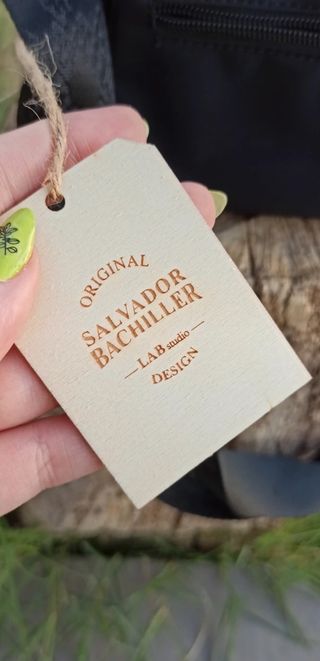 ORIGINAL
SALVADOR
BACHILLER
— LAB studio —
DESIGN